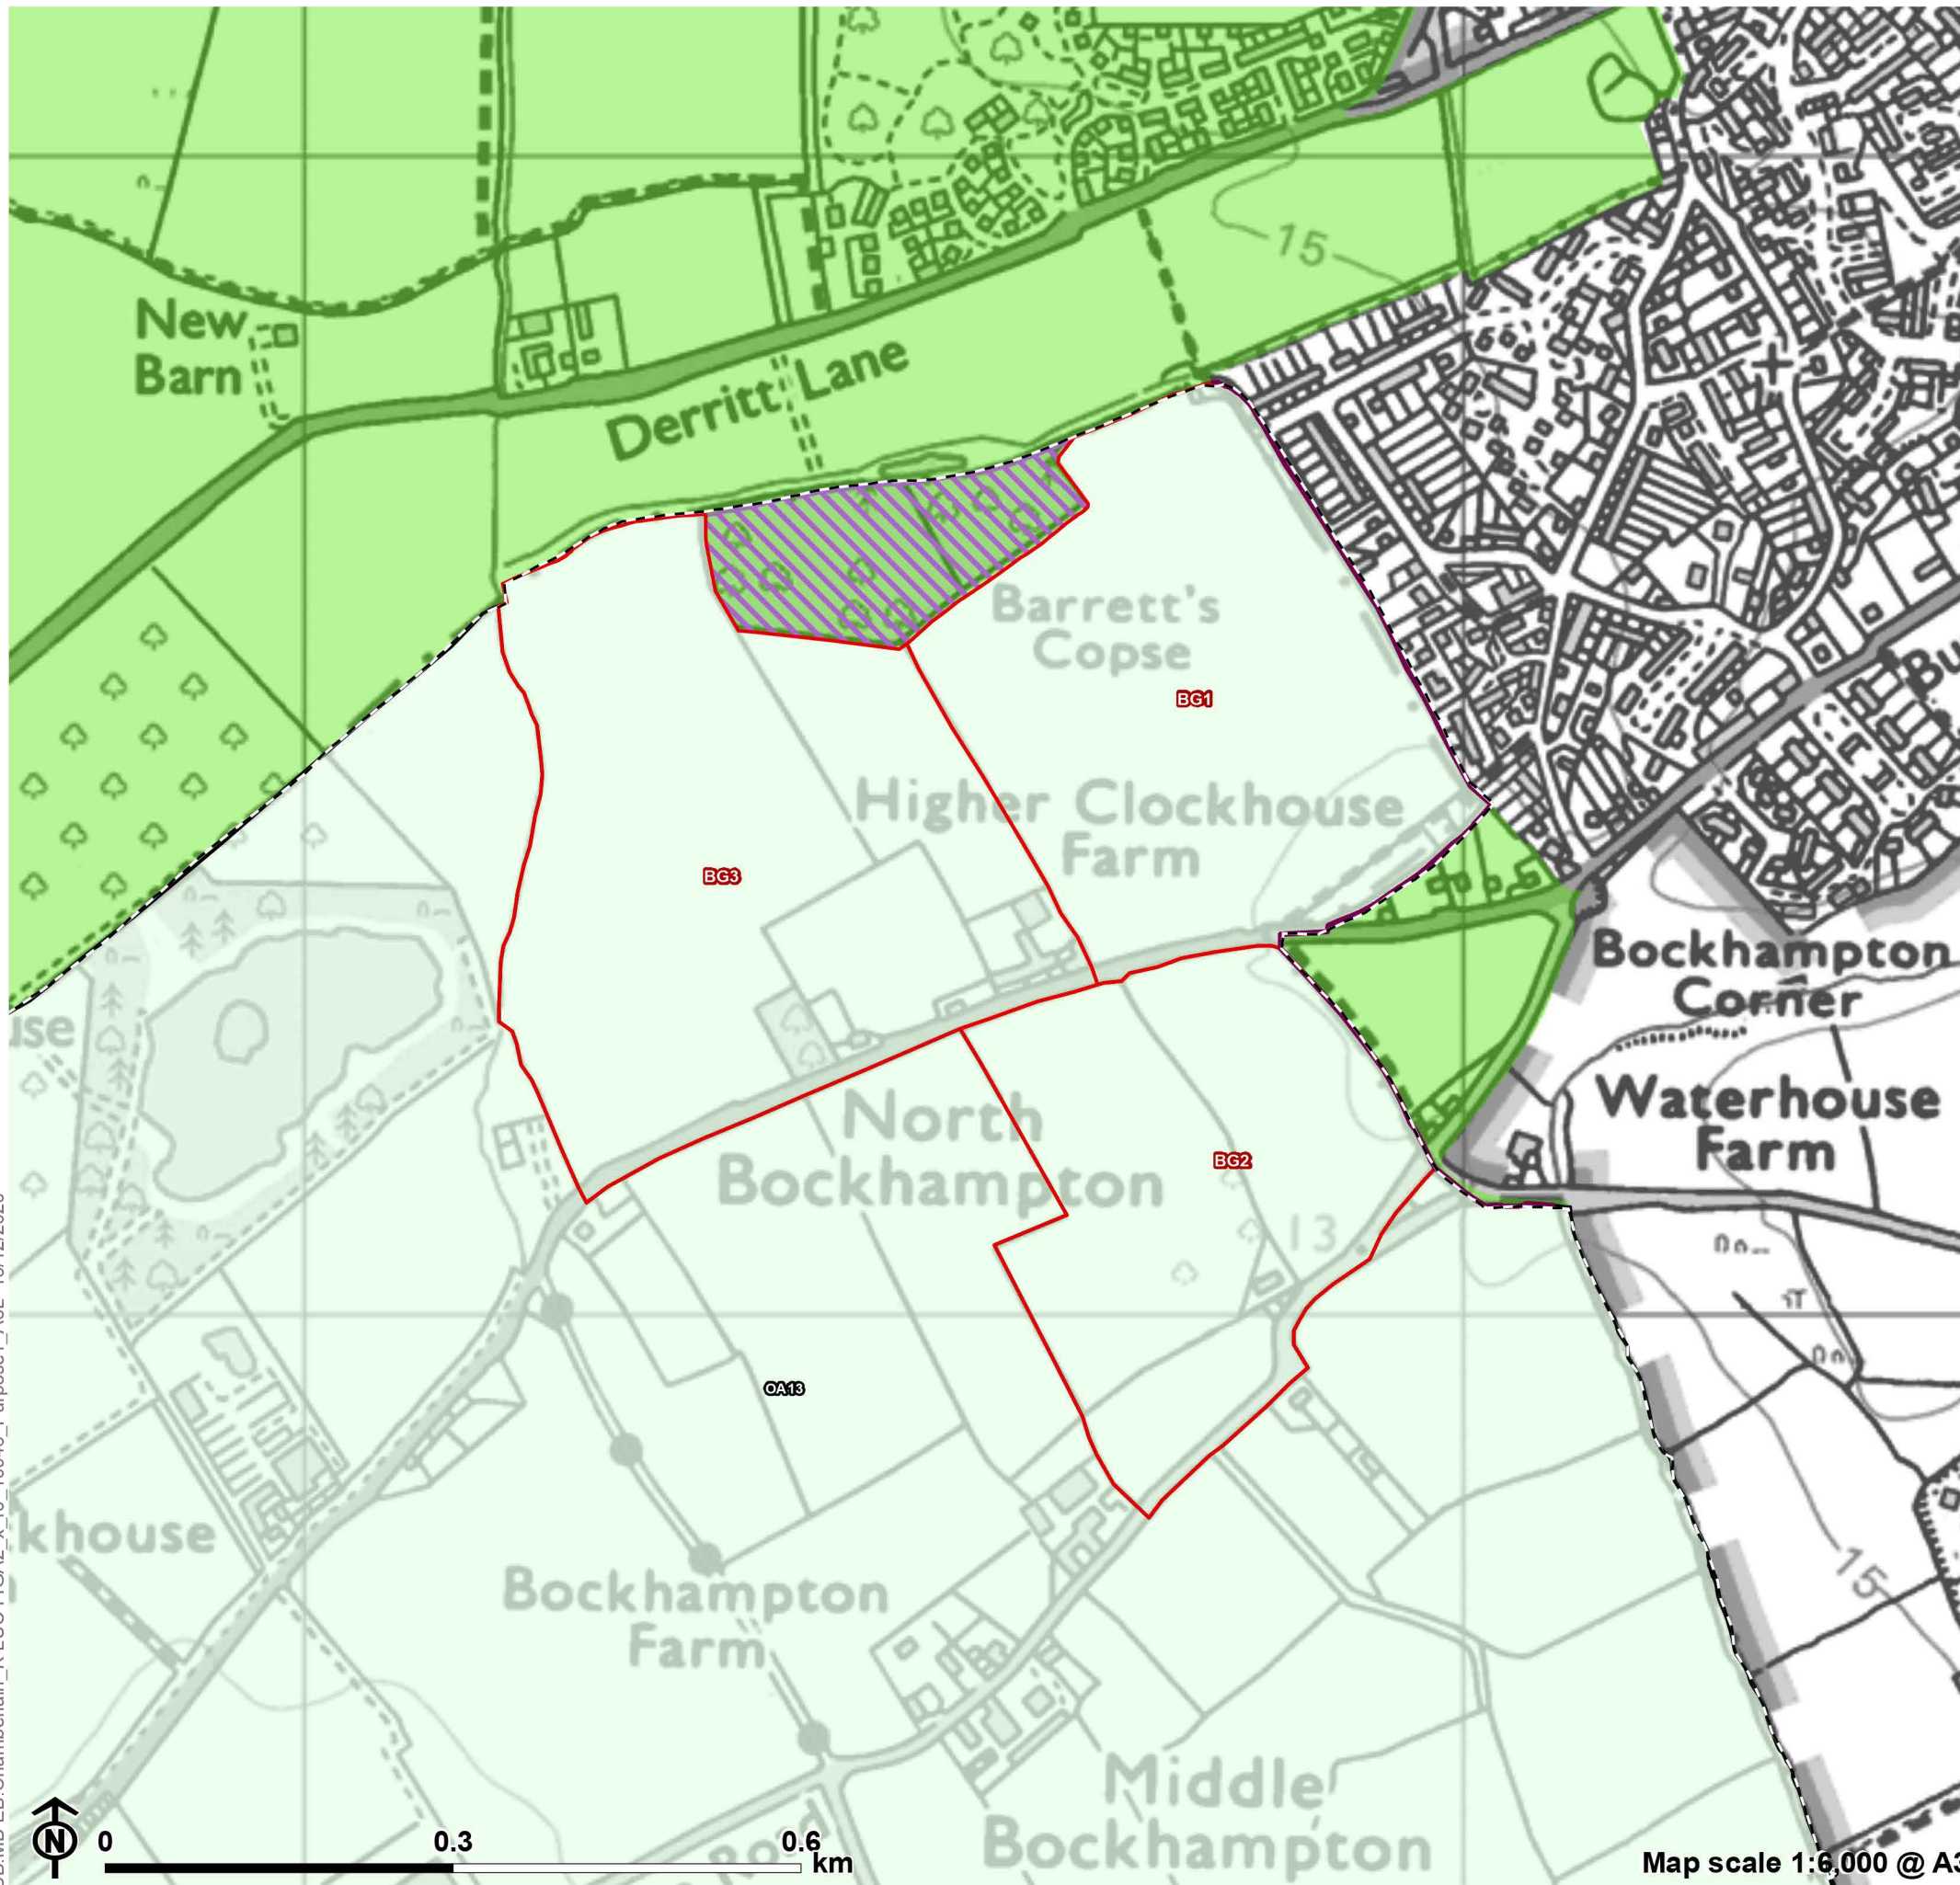 15
New
Barn
Derritt Lane
Barrett's
Copse
BG1
Higher Clockhouse
Farm
BG3
Bockhampton
Corner
use
North
Bockhampton
Waterhouse
Farm
BG2
13
OA13
khouse
Bockhampton
Farm
15
Middle
Bockhampton
Road
N
0 0.3 0.6
km
Map scale 1:6,000 @ A3